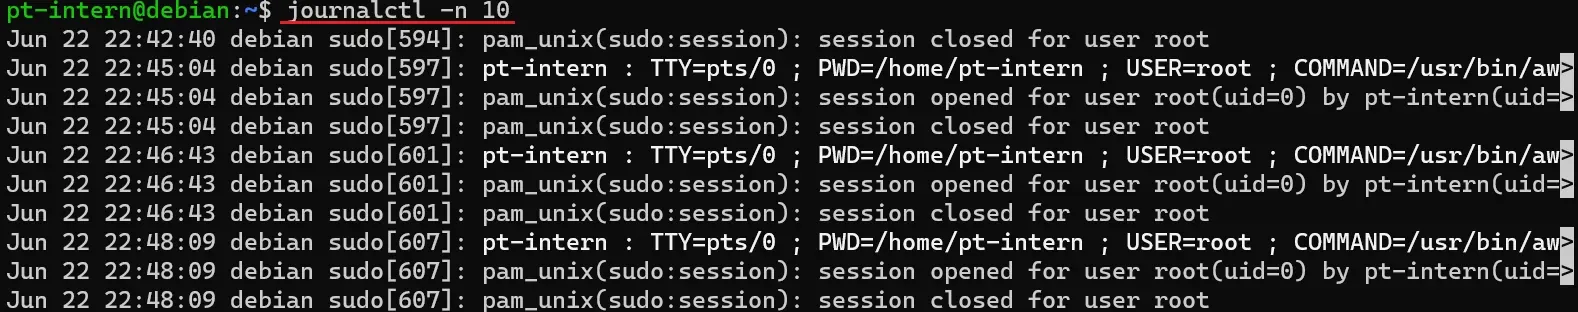 pt-intern@debian:~$ journalctl -n 10
Jun 22 22:42:40 debian sudo[594]: pam_unix(sudo:session): session closed for user root
Jun 22 22:45:04 debian sudo[597]: pt-intern : TTY=pts/0 ; PWD=/home/pt-intern ; USER=root ; COMMAND=/usr/bin/aw>
Jun 22 22:45:04 debian sudo[597]: pam_unix(sudo:session): session opened for user root(uid=0) by pt-intern(uid=>
Jun 22 22:45:04 debian sudo[597]: pam_unix(sudo:session): session closed for user root
Jun 22 22:46:43 debian sudo[601]: pt-intern : TTY=pts/0 ; PWD=/home/pt-intern ; USER=root ; COMMAND=/usr/bin/aw>
Jun 22 22:46:43 debian sudo[601]: pam_unix(sudo:session): session opened for user root(uid=0) by pt-intern(uid=>
Jun 22 22:46:43 debian sudo[601]: pam_unix(sudo:session): session closed for user root
Jun 22 22:48:09 debian sudo[607]: pt-intern : TTY=pts/0 ; PWD=/home/pt-intern ; USER=root ; COMMAND=/usr/bin/aw>
Jun 22 22:48:09 debian sudo[607]: pam_unix(sudo:session): session opened for user root(uid=0) by pt-intern(uid=>
Jun 22 22:48:09 debian sudo[607]: pam_unix(sudo:session): session closed for user root